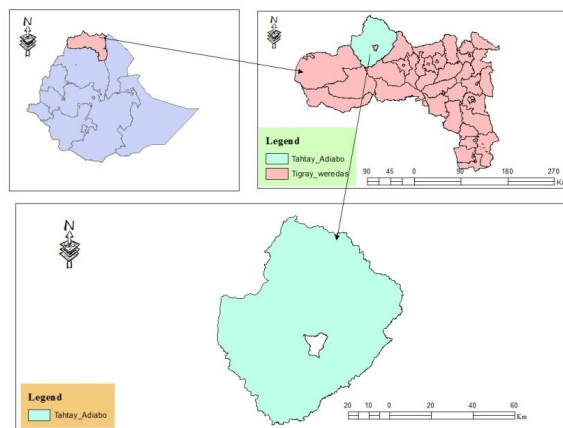 N
N
Legend
Tahtay_Adiabo
Tigray_weredas
90 45 0 90 180 270
Km
N
Legend
Tahtay_Adiabo
20 10 0 20 40 60
Km